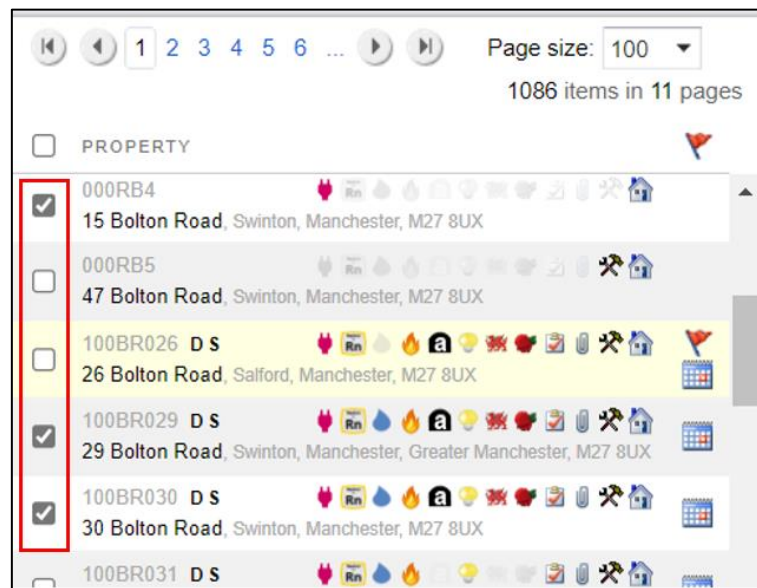 1 2 3 4 5 6 ... Page size: 100
1086 items in 11 pages
PROPERTY
000RB4 Rn
15 Bolton Road, Swinton, Manchester, M27 8UX
000RB5 Rn
47 Bolton Road, Swinton, Manchester, M27 8UX
100BR026 D S Rn a
26 Bolton Road, Salford, Manchester, M27 8UX
100BR029 D S Rn a
29 Bolton Road, Swinton, Manchester, Greater Manchester, M27 8UX
100BR030 D S Rn a
30 Bolton Road, Swinton, Manchester, M27 8UX
100BR031 D S Rn